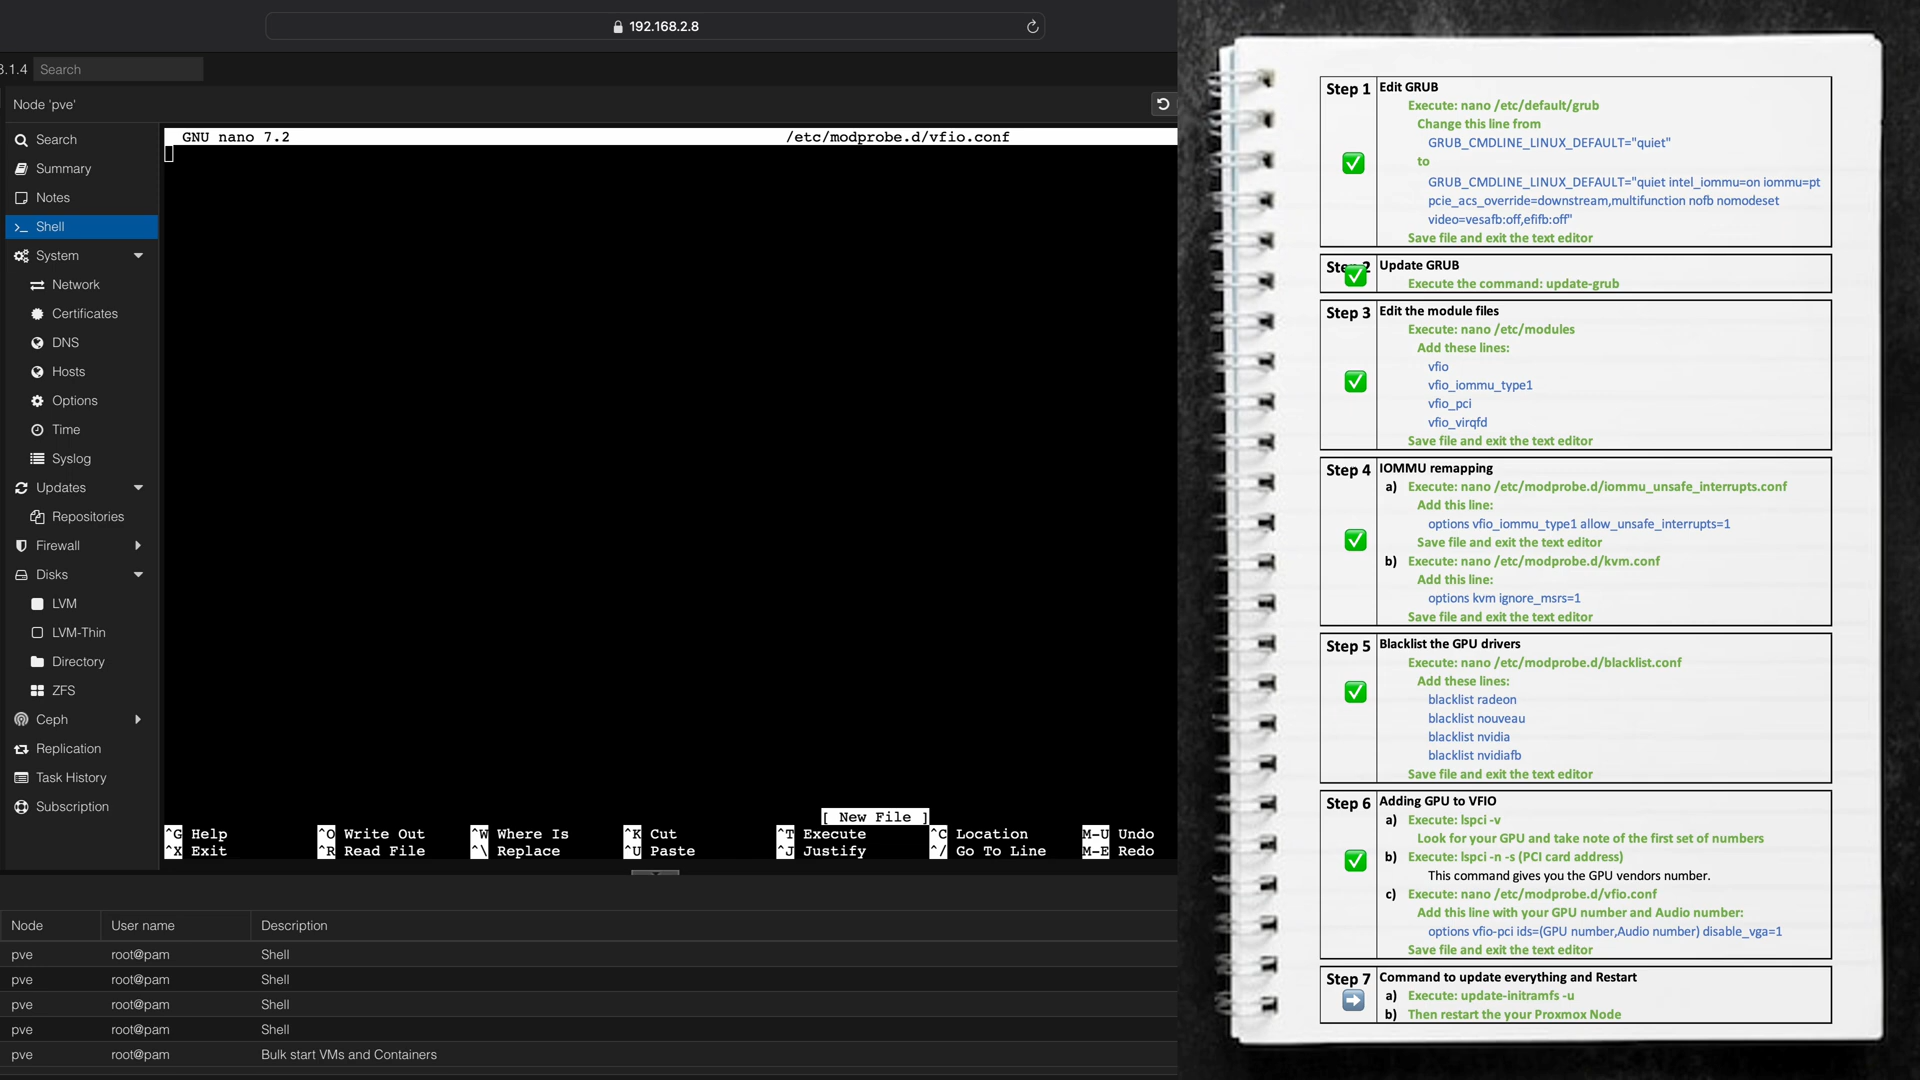 192.168.2.8
3.1.4 Search
Node 'pve'
Search
Summary
Notes
Shell
System
Network
Certificates
DNS
Hosts
Options
Time
Syslog
Updates
Repositories
Firewall
Disks
LVM
LVM-Thin
Directory
ZFS
Ceph
Replication
Task History
Subscription
GNU nano 7.2 /etc/modprobe.d/vfio.conf
[ New File ]
^G Help ^O Write Out ^W Where Is ^K Cut ^T Execute ^C Location M-U Undo
^X Exit ^R Read File ^\ Replace ^U Paste ^J Justify ^/ Go To Line M-E Redo
Node User name Description
pve root@pam Shell
pve root@pam Shell
pve root@pam Shell
pve root@pam Shell
pve root@pam Bulk start VMs and Containers
Step 1 Edit GRUB
Execute: nano /etc/default/grub
Change this line from
GRUB_CMDLINE_LINUX_DEFAULT="quiet"
to
GRUB_CMDLINE_LINUX_DEFAULT="quiet intel_iommu=on iommu=pt
pcie_acs_override=downstream,multifunction nofb nomodeset
video=vesafb:off,efifb:off"
Save file and exit the text editor
Step 2 Update GRUB
Execute the command: update-grub
Step 3 Edit the module files
Execute: nano /etc/modules
Add these lines:
vfio
vfio_iommu_type1
vfio_pci
vfio_virqfd
Save file and exit the text editor
Step 4 IOMMU remapping
a) Execute: nano /etc/modprobe.d/iommu_unsafe_interrupts.conf
Add this line:
options vfio_iommu_type1 allow_unsafe_interrupts=1
Save file and exit the text editor
b) Execute: nano /etc/modprobe.d/kvm.conf
Add this line:
options kvm ignore_msrs=1
Save file and exit the text editor
Step 5 Blacklist the GPU drivers
Execute: nano /etc/modprobe.d/blacklist.conf
Add these lines:
blacklist radeon
blacklist nouveau
blacklist nvidia
blacklist nvidiafb
Save file and exit the text editor
Step 6 Adding GPU to VFIO
a) Execute: lspci -v
Look for your GPU and take note of the first set of numbers
b) Execute: lspci -n -s (PCI card address)
This command gives you the GPU vendors number.
c) Execute: nano /etc/modprobe.d/vfio.conf
Add this line with your GPU number and Audio number:
options vfio-pci ids=(GPU number,Audio number) disable_vga=1
Save file and exit the text editor
Step 7 Command to update everything and Restart
a) Execute: update-initramfs -u
b) Then restart the your Proxmox Node